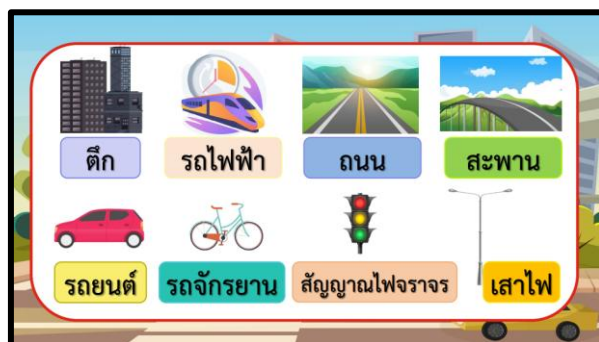 ตึก
รถไฟฟ้า
ถนน
สะพาน
รถยนต์
รถจักรยาน
สัญญาณไฟจราจร
เสาไฟ